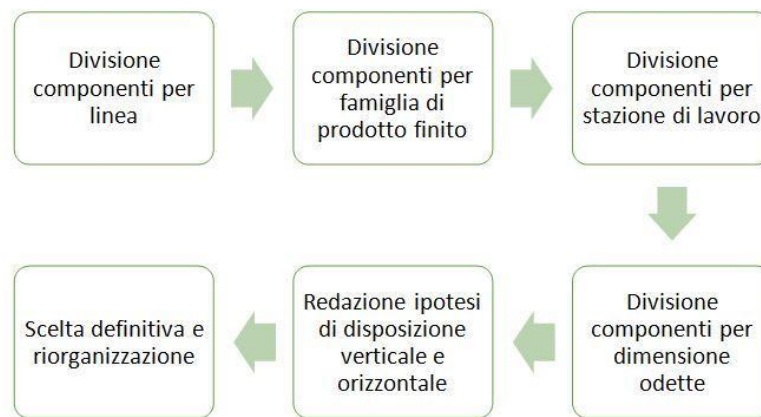 Divisione
componenti per
linea
Divisione
componenti per
famiglia di
prodotto finito
Divisione
componenti per
stazione di lavoro
Divisione
componenti per
dimensione
odette
Redazione ipotesi
di disposizione
verticale e
orizzontale
Scelta definitiva e
riorganizzazione